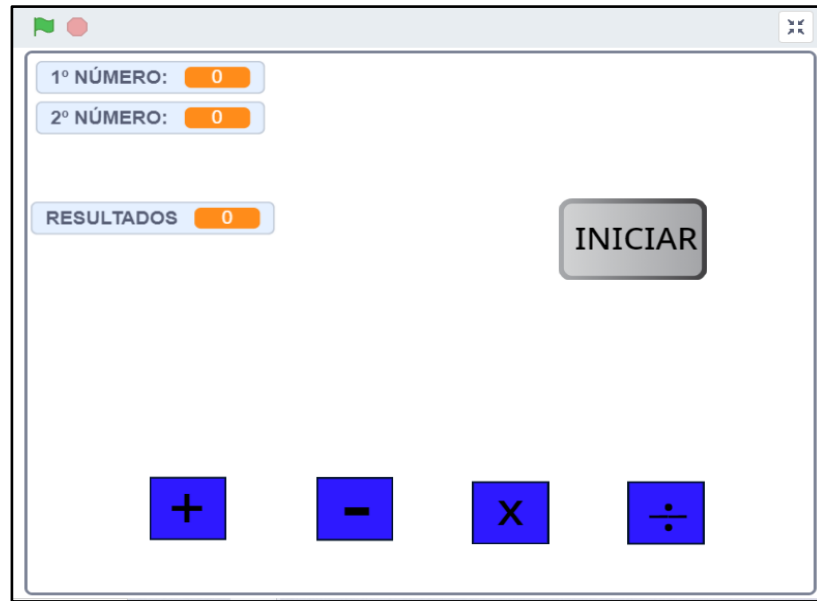 1º NÚMERO: 0
2º NÚMERO: 0
RESULTADOS 0
INICIAR
+ - x ÷